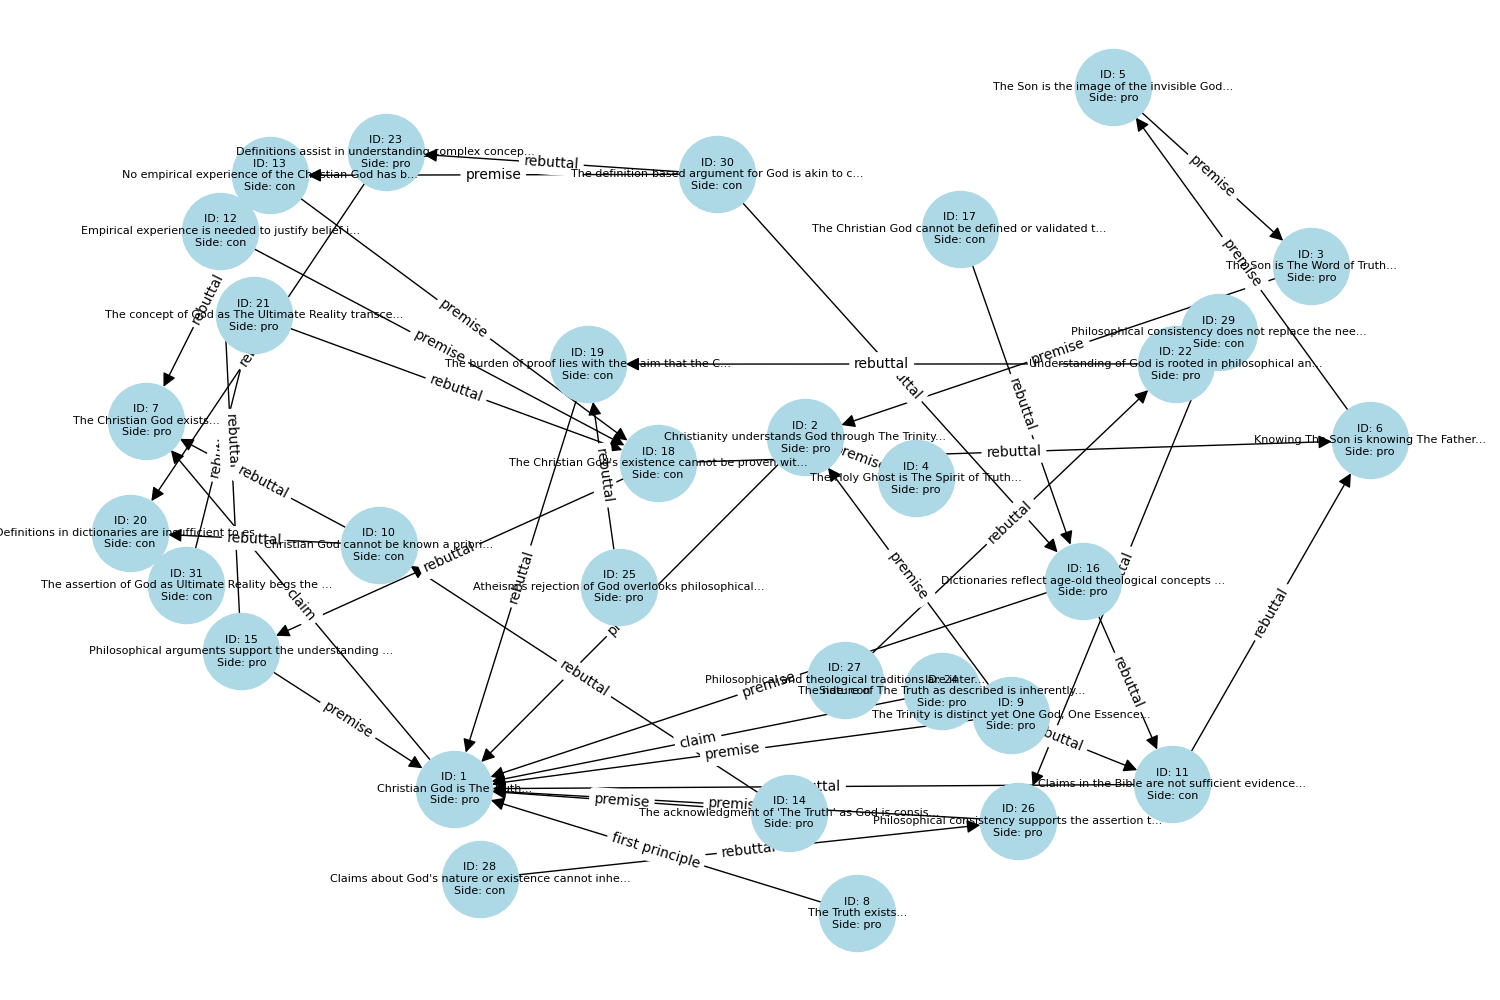 ID: 5
The Son is the image of the invisible God...
Side: pro
ID: 23
Definitions assist in understanding complex concep...
Side: pro
ID: 13
No empirical experience of the Christian God has b...
Side: con
ID: 30
The definition based argument for God is akin to c...
Side: con
rebuttal
premise
premise
ID: 12
Empirical experience is needed to justify belief i...
Side: con
ID: 17
The Christian God cannot be defined or validated t...
Side: con
ID: 3
The Son is The Word of Truth...
Side: pro
premise
rebuttal
ID: 21
The concept of God as The Ultimate Reality transce...
Side: pro
premise
premise
ID: 29
Philosophical consistency does not replace the nee...
Side: con
premise
ID: 19
The burden of proof lies with the claim that the C...
Side: con
rebuttal
ID: 22
Understanding of God is rooted in philosophical an...
Side: pro
rebuttal
rebuttal
ID: 7
The Christian God exists...
Side: pro
rebuttal
ID: 2
Christianity understands God through The Trinity...
Side: pro
ID: 6
Knowing The Son is knowing The Father...
Side: pro
ID: 18
The Christian God's existence cannot be proven wit...
Side: con
rebuttal
ID: 4
The Holy Ghost is The Spirit of Truth...
Side: pro
rebuttal
rebuttal
rebuttal
ID: 20
Definitions in dictionaries are insufficient to es...
Side: con
rebuttal
ID: 10
Christian God cannot be known a priori...
Side: con
rebuttal
ID: 31
The assertion of God as Ultimate Reality begs the ...
Side: con
rebuttal
ID: 25
Atheism's rejection of God overlooks philosophical...
Side: pro
premise
ID: 16
Dictionaries reflect age-old theological concepts ...
Side: pro
claim
rebuttal
ID: 15
Philosophical arguments support the understanding ...
Side: pro
rebuttal
ID: 27
Philosophical and theological traditions are inter...
Side: con
premise
ID: 24
The nature of The Truth as described is inherently...
Side: pro
rebuttal
ID: 9
The Trinity is distinct yet One God, One Essence...
Side: pro
premise
claim
premise
ID: 1
Christian God is The Truth...
Side: pro
ID: 11
Claims in the Bible are not sufficient evidence...
Side: con
premise
ID: 14
The acknowledgment of 'The Truth' as God is consis...
Side: pro
ID: 26
Philosophical consistency supports the assertion t...
Side: pro
first principle
rebuttal
ID: 28
Claims about God's nature or existence cannot inhe...
Side: con
ID: 8
The Truth exists...
Side: pro